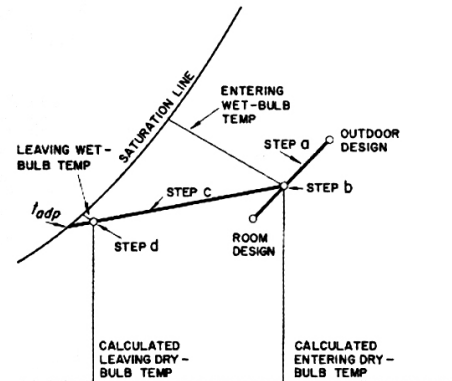 ENTERING
WET-BULB
TEMP
SATURATION LINE
STEP a
OUTDOOR
DESIGN
LEAVING WET-
BULB TEMP
STEP c
STEP b
tadp
STEP d
ROOM
DESIGN
CALCULATED
LEAVING DRY-
BULB TEMP
CALCULATED
ENTERING DRY-
BULB TEMP